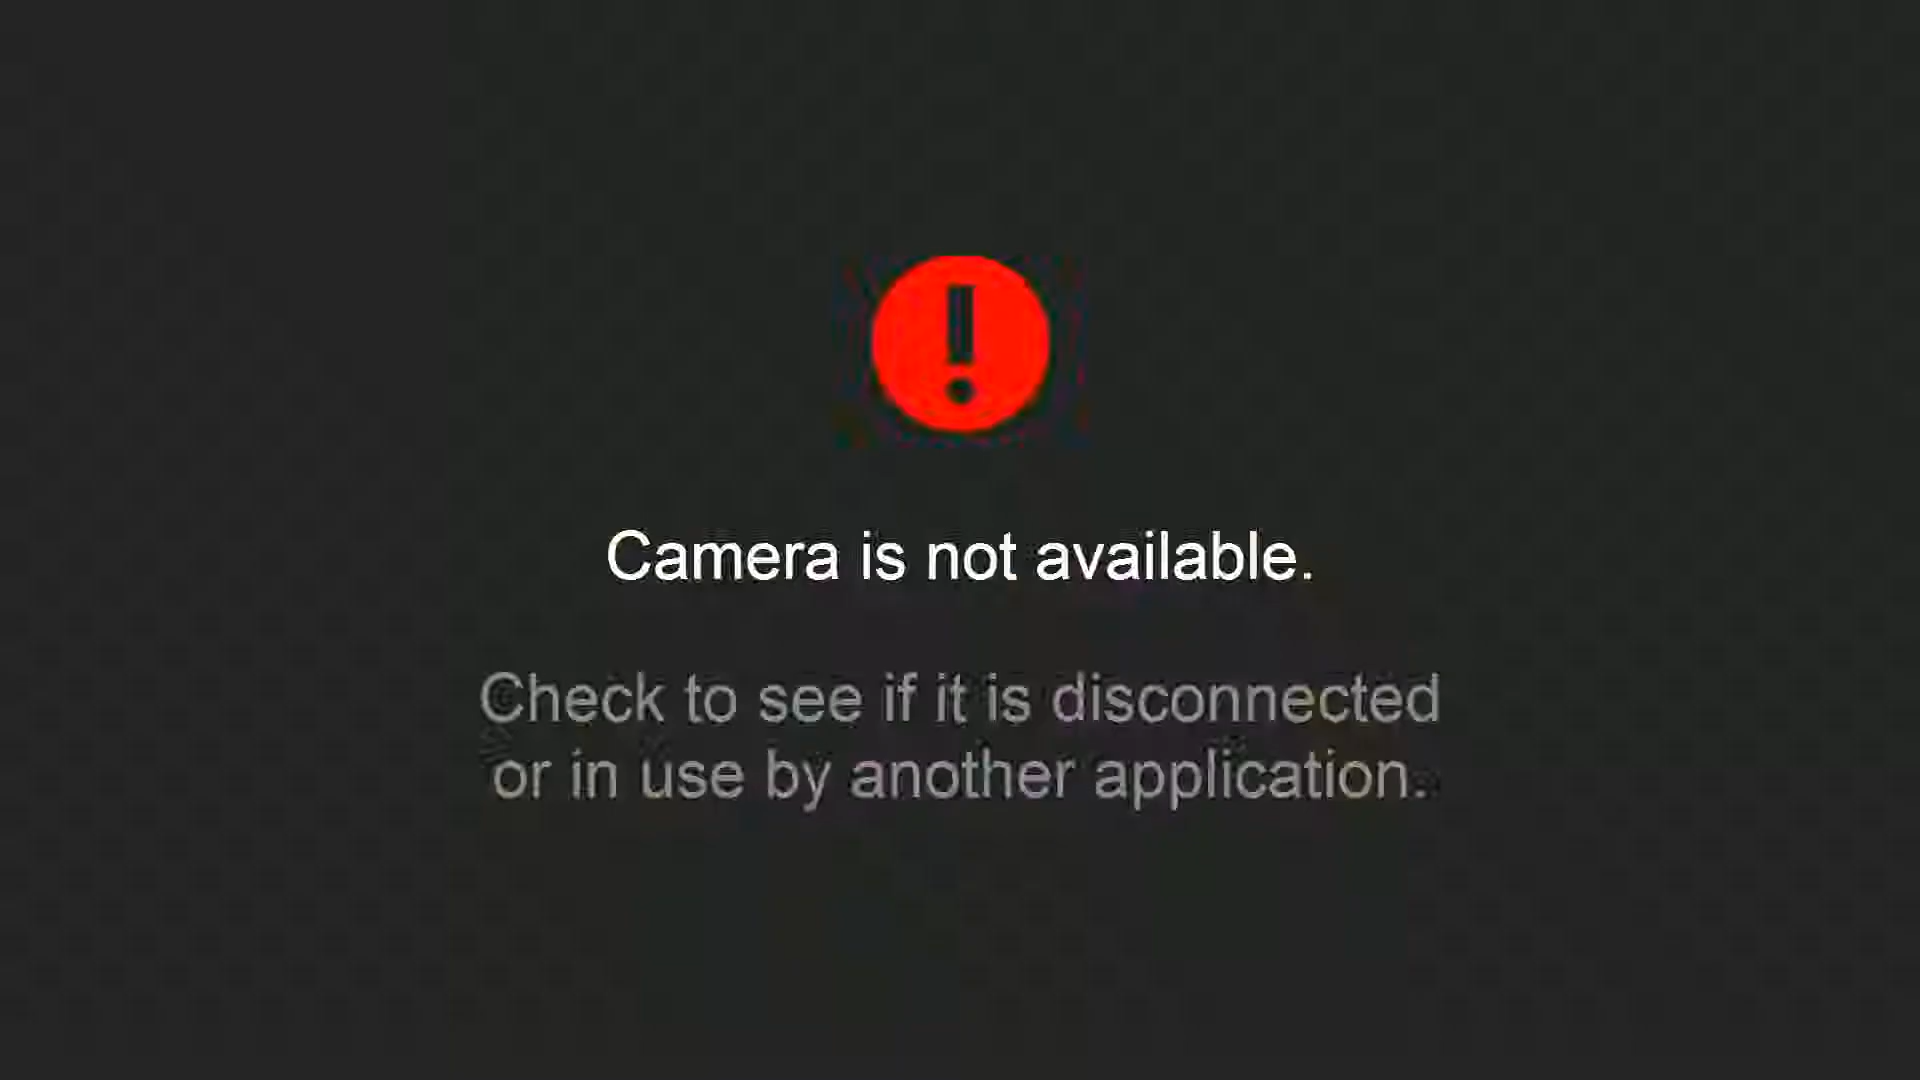 Camera is not available.
Check to see if it is disconnected
or in use by another application.